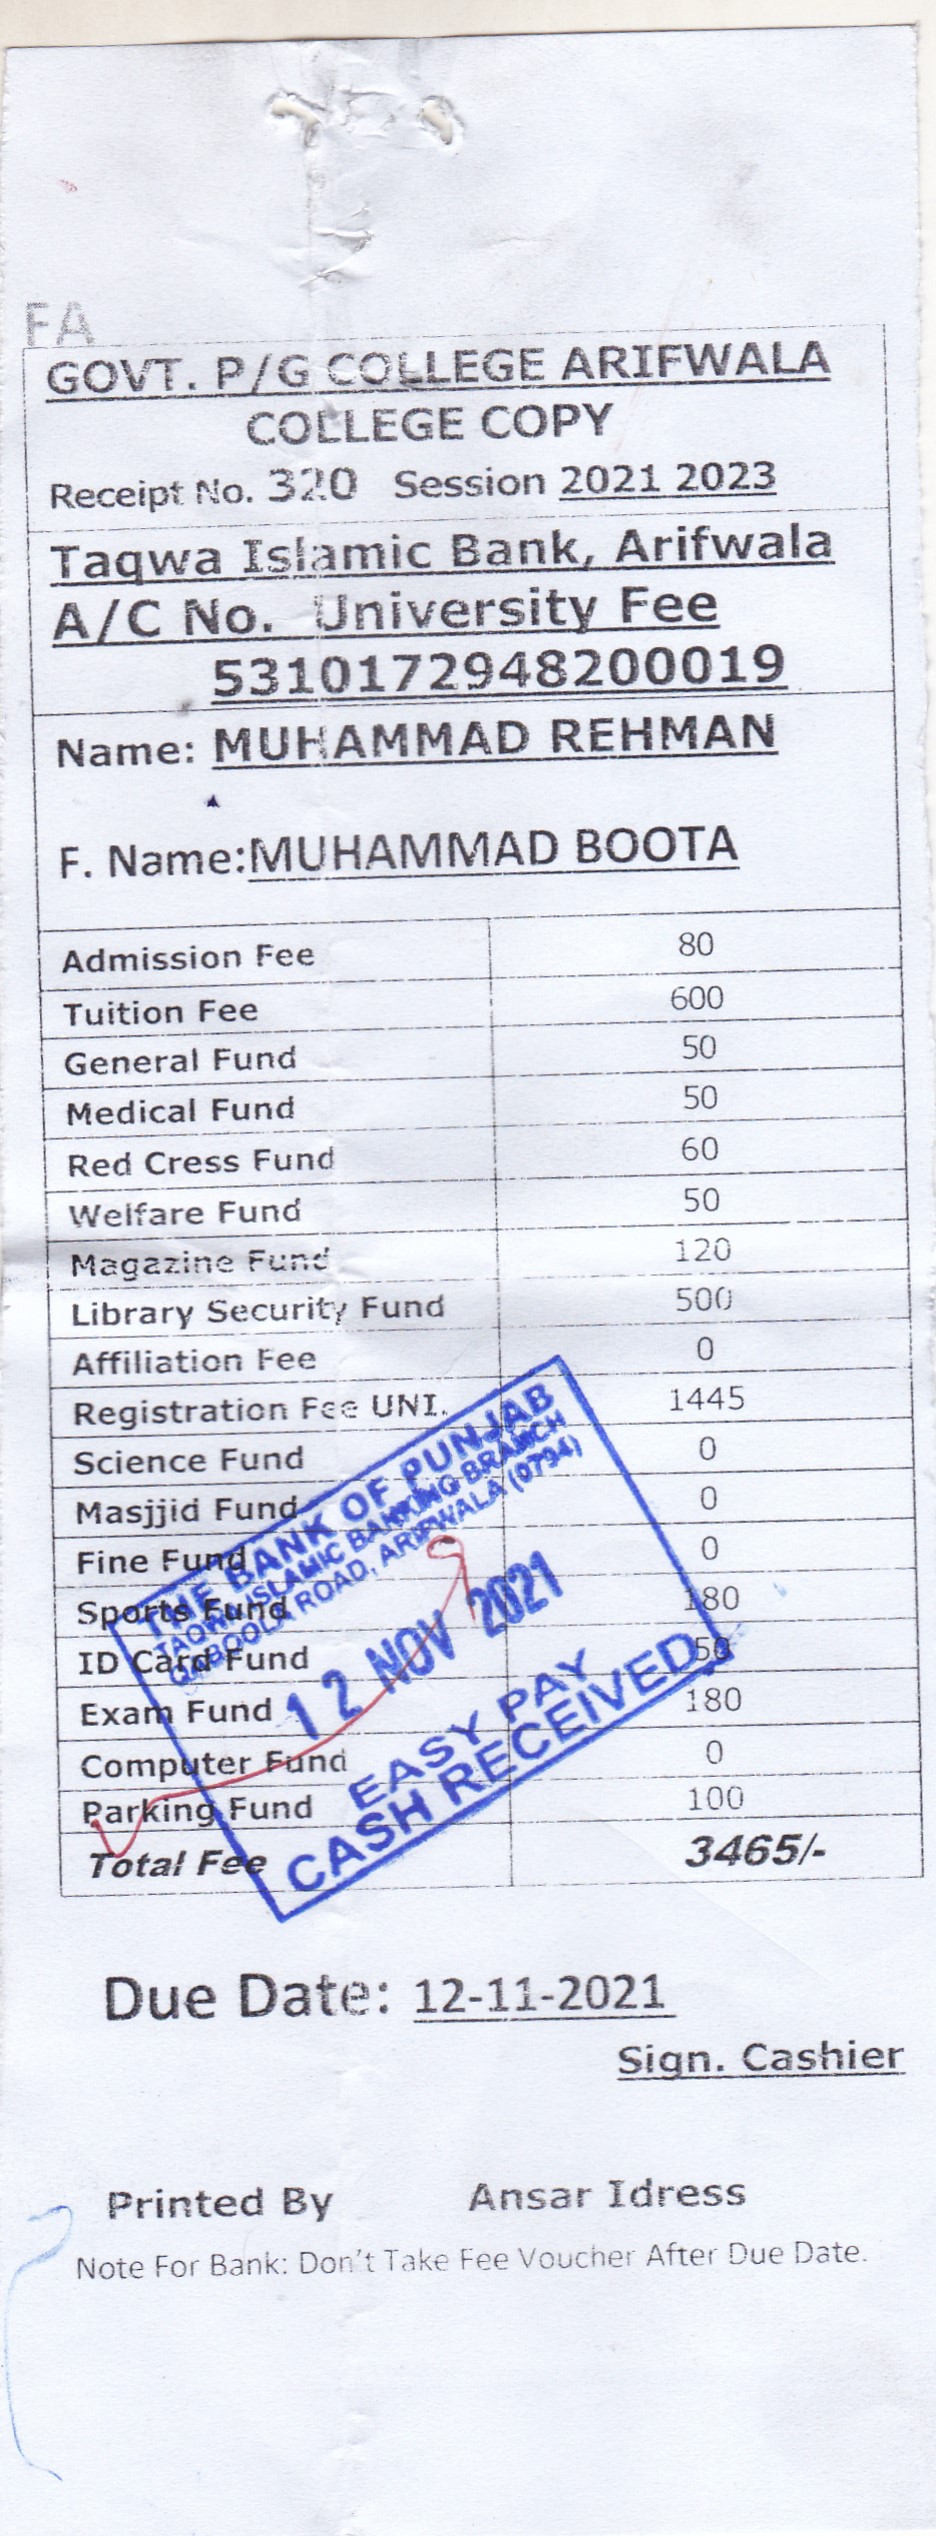 FA
GOVT. P/G COLLEGE ARIFWALA
COLLEGE COPY
Receipt No. 320 Session 2021 2023
Taqwa Islamic Bank, Arifwala
A/C No. University Fee
5310172948200019
Name: MUHAMMAD REHMAN
F. Name:MUHAMMAD BOOTA
Admission Fee 80
Tuition Fee 600
General Fund 50
Medical Fund 50
Red Cress Fund 60
Welfare Fund 50
Magazine Fund 120
Library Security Fund 500
Affiliation Fee 0
Registration Fee UNI. 1445
Science Fund 0
Masjjid Fund 0
Fine Fund 0
Sports Fund 180
ID Card Fund 50
Exam Fund 180
Computer Fund 0
Parking Fund 100
Total Fee 3465/-
THE BANK OF PUNJAB
TAQWA ISLAMIC BANKING BRANCH
QABOOLA ROAD, ARIFWALA (0794)
12 NOV 2021
EASY PAY
CASH RECEIVED
Due Date: 12-11-2021
Sign. Cashier
Printed By Ansar Idress
Note For Bank: Don't Take Fee Voucher After Due Date.